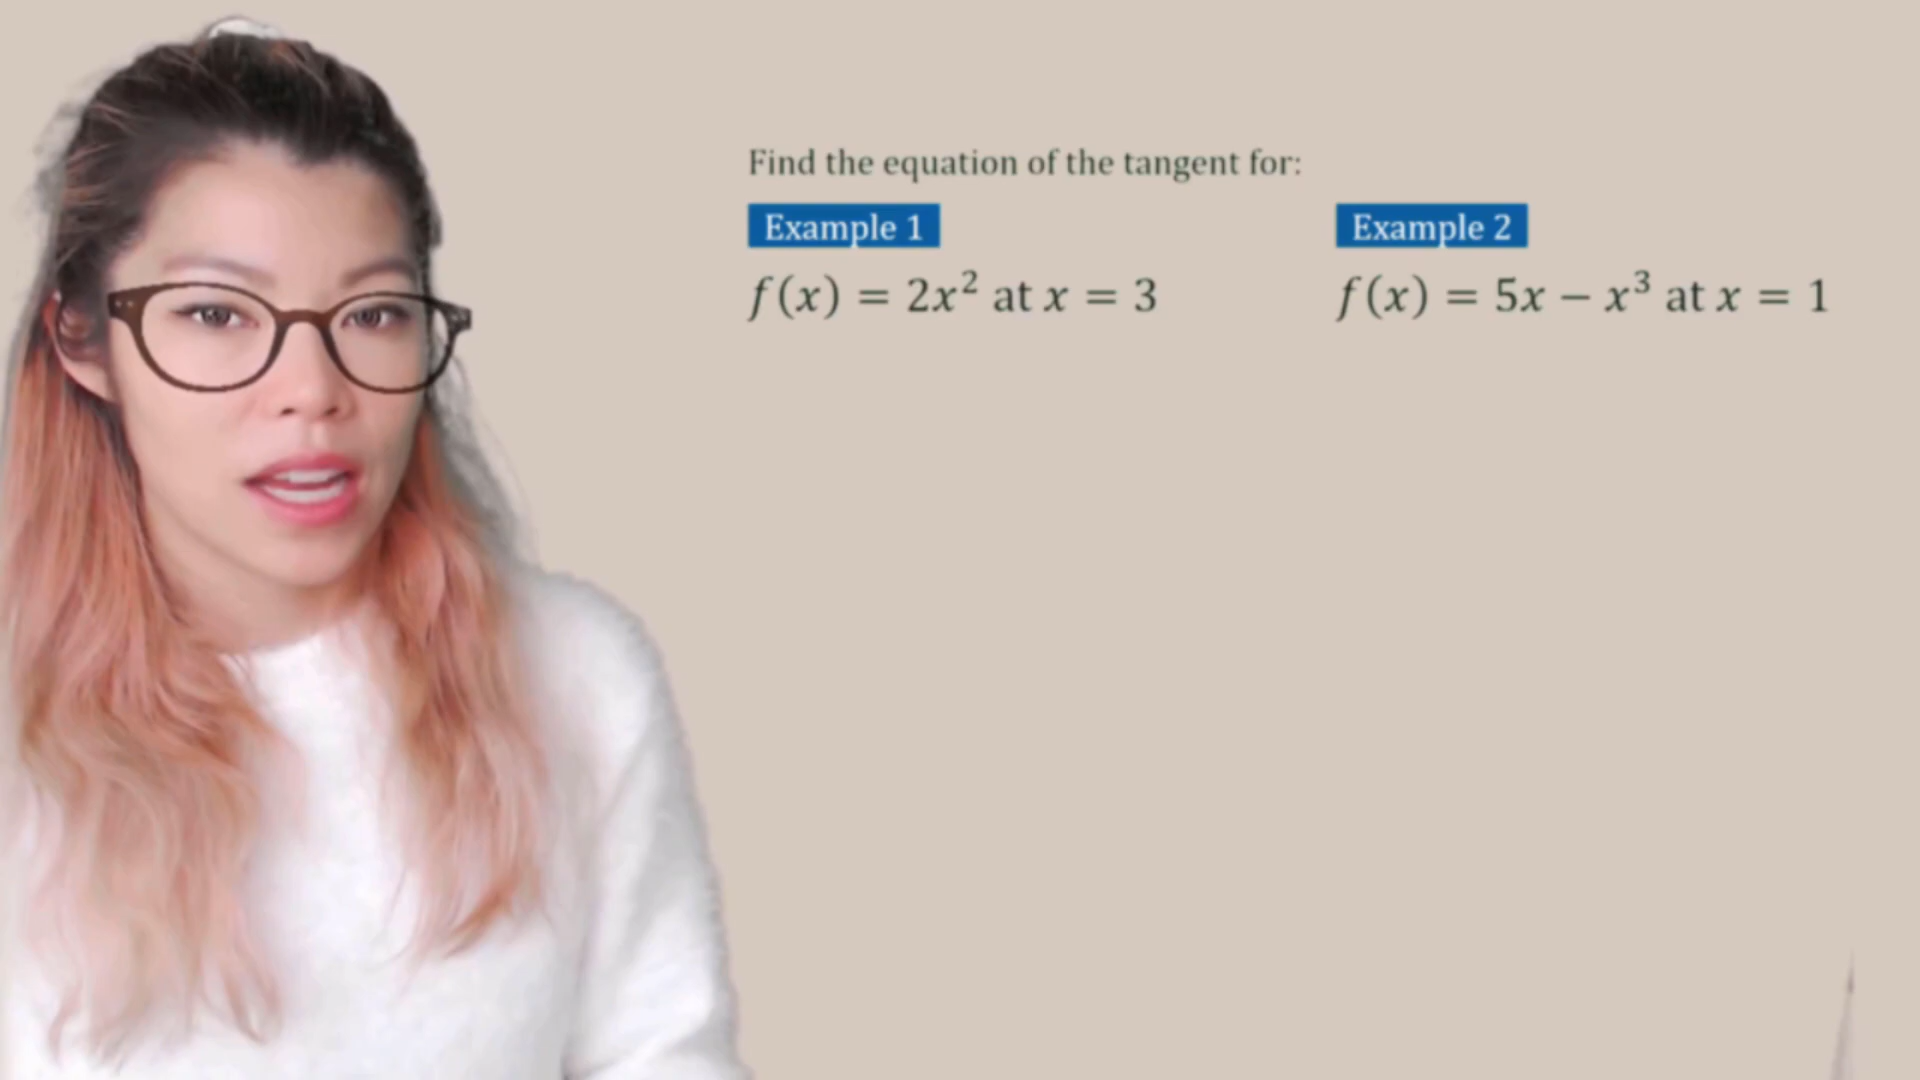 Find the equation of the tangent for:
Example 1
f(x) = 2x² at x = 3
Example 2
f(x) = 5x − x³ at x = 1